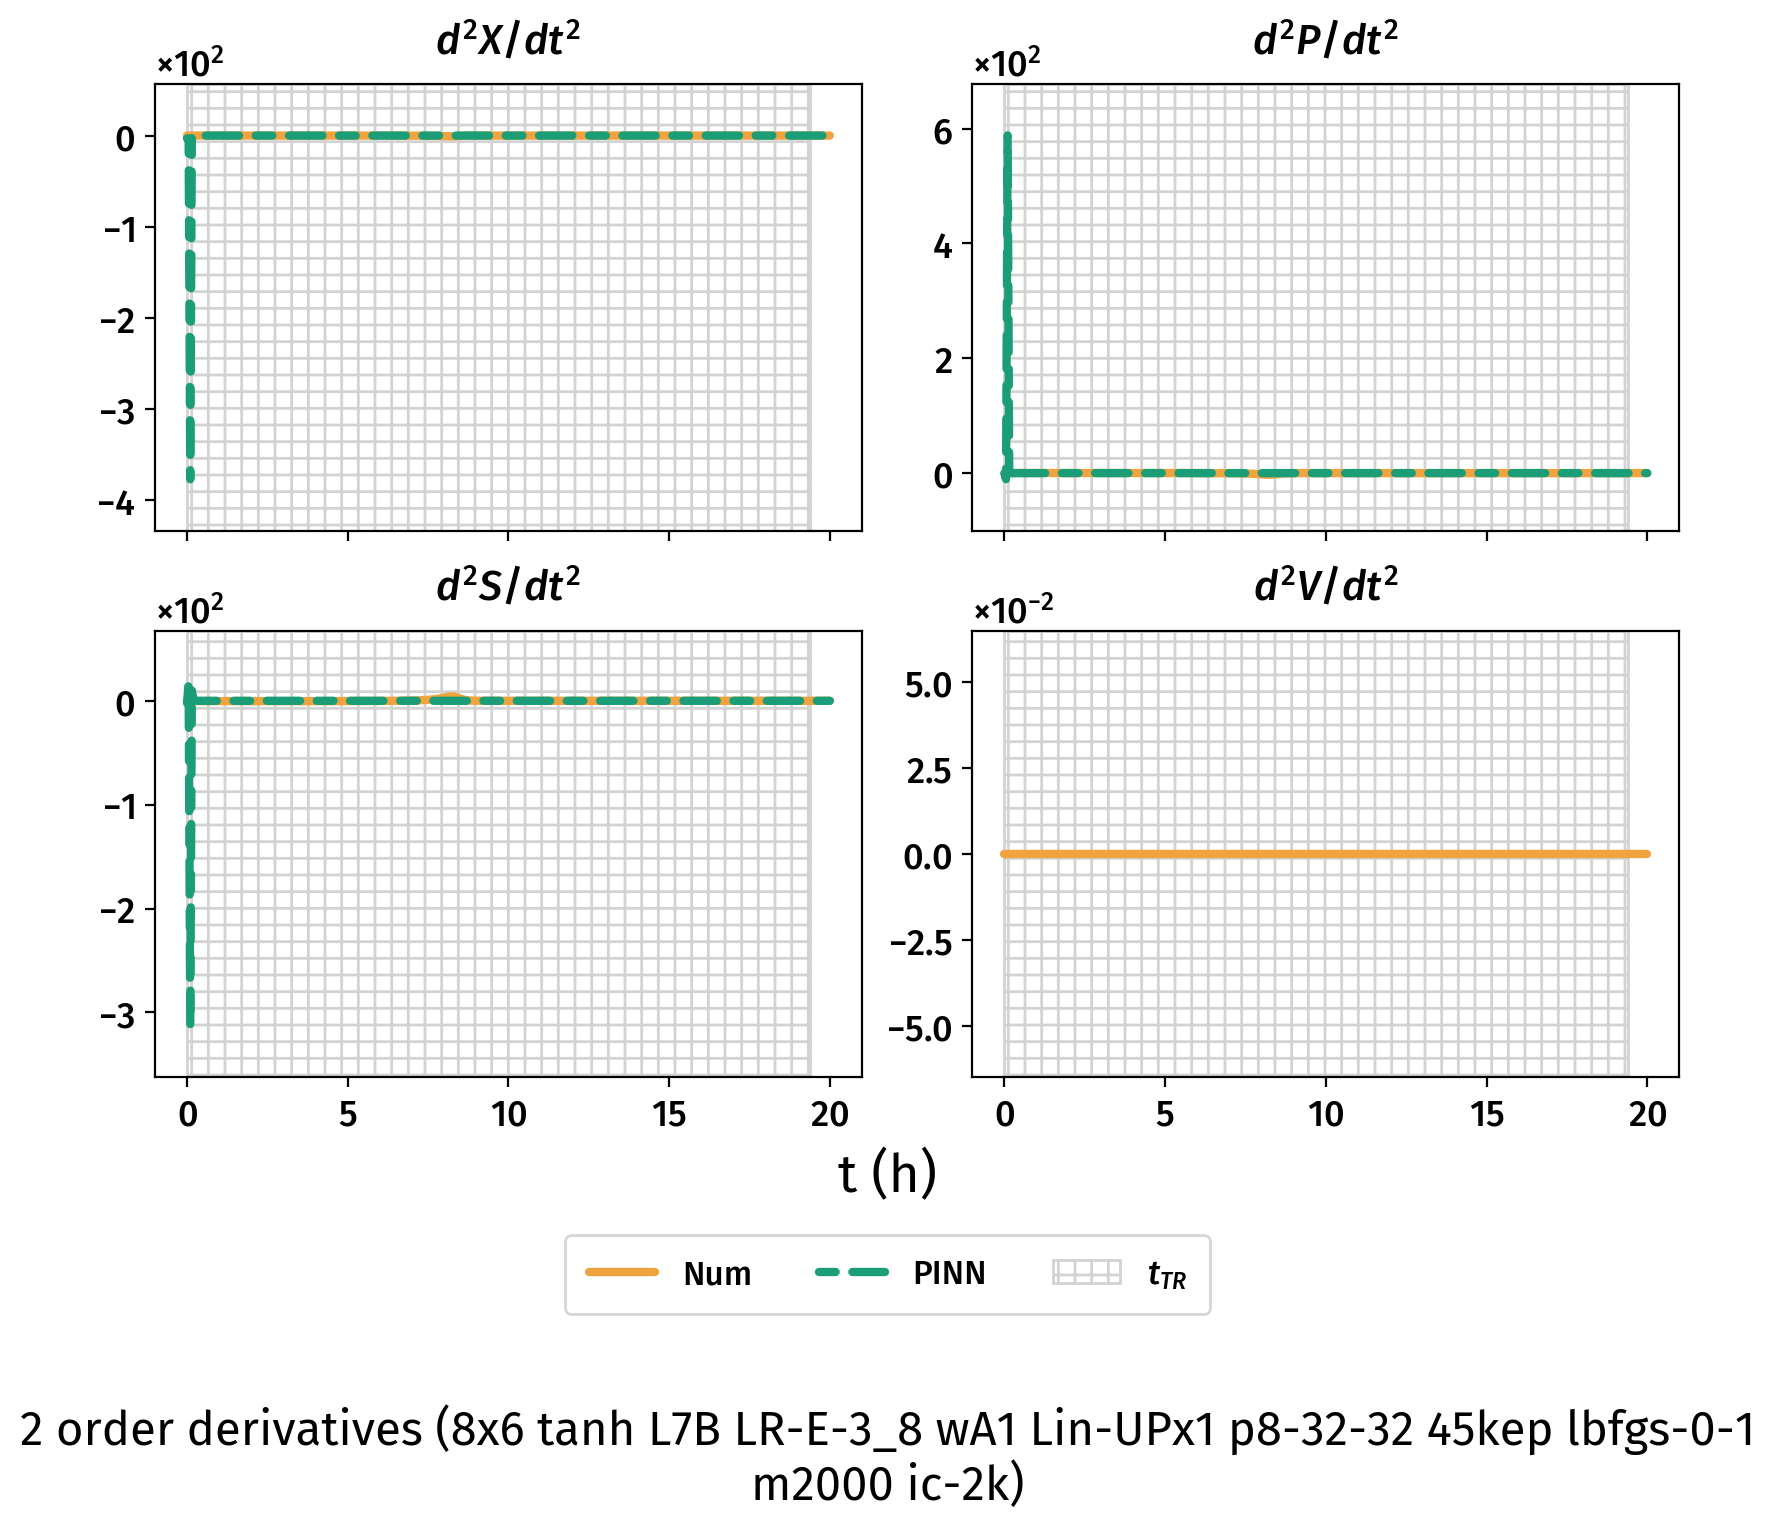 d²X/dt²
×10²
0
−1
−2
−3
−4
d²P/dt²
×10²
6
4
2
0
d²S/dt²
×10²
0
−1
−2
−3
0 5 10 15 20
d²V/dt²
×10⁻²
5.0
2.5
0.0
−2.5
−5.0
0 5 10 15 20
t (h)
Num PINN t_TR
2 order derivatives (8x6 tanh L7B LR-E-3_8 wA1 Lin-UPx1 p8-32-32 45kep lbfgs-0-1
m2000 ic-2k)